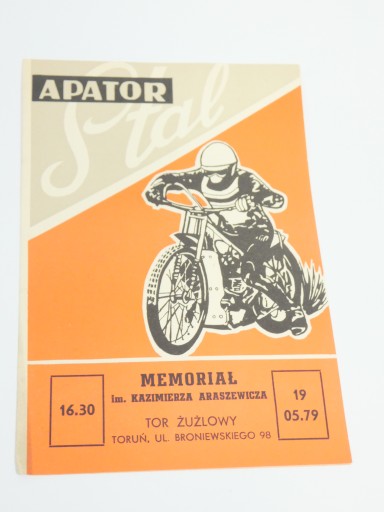 APATOR
Stal
MEMORIAŁ
im. KAZIMIERZA ARASZEWICZA
16.30
19
05.79
TOR ŻUŻLOWY
TORUŃ, UL. BRONIEWSKIEGO 98